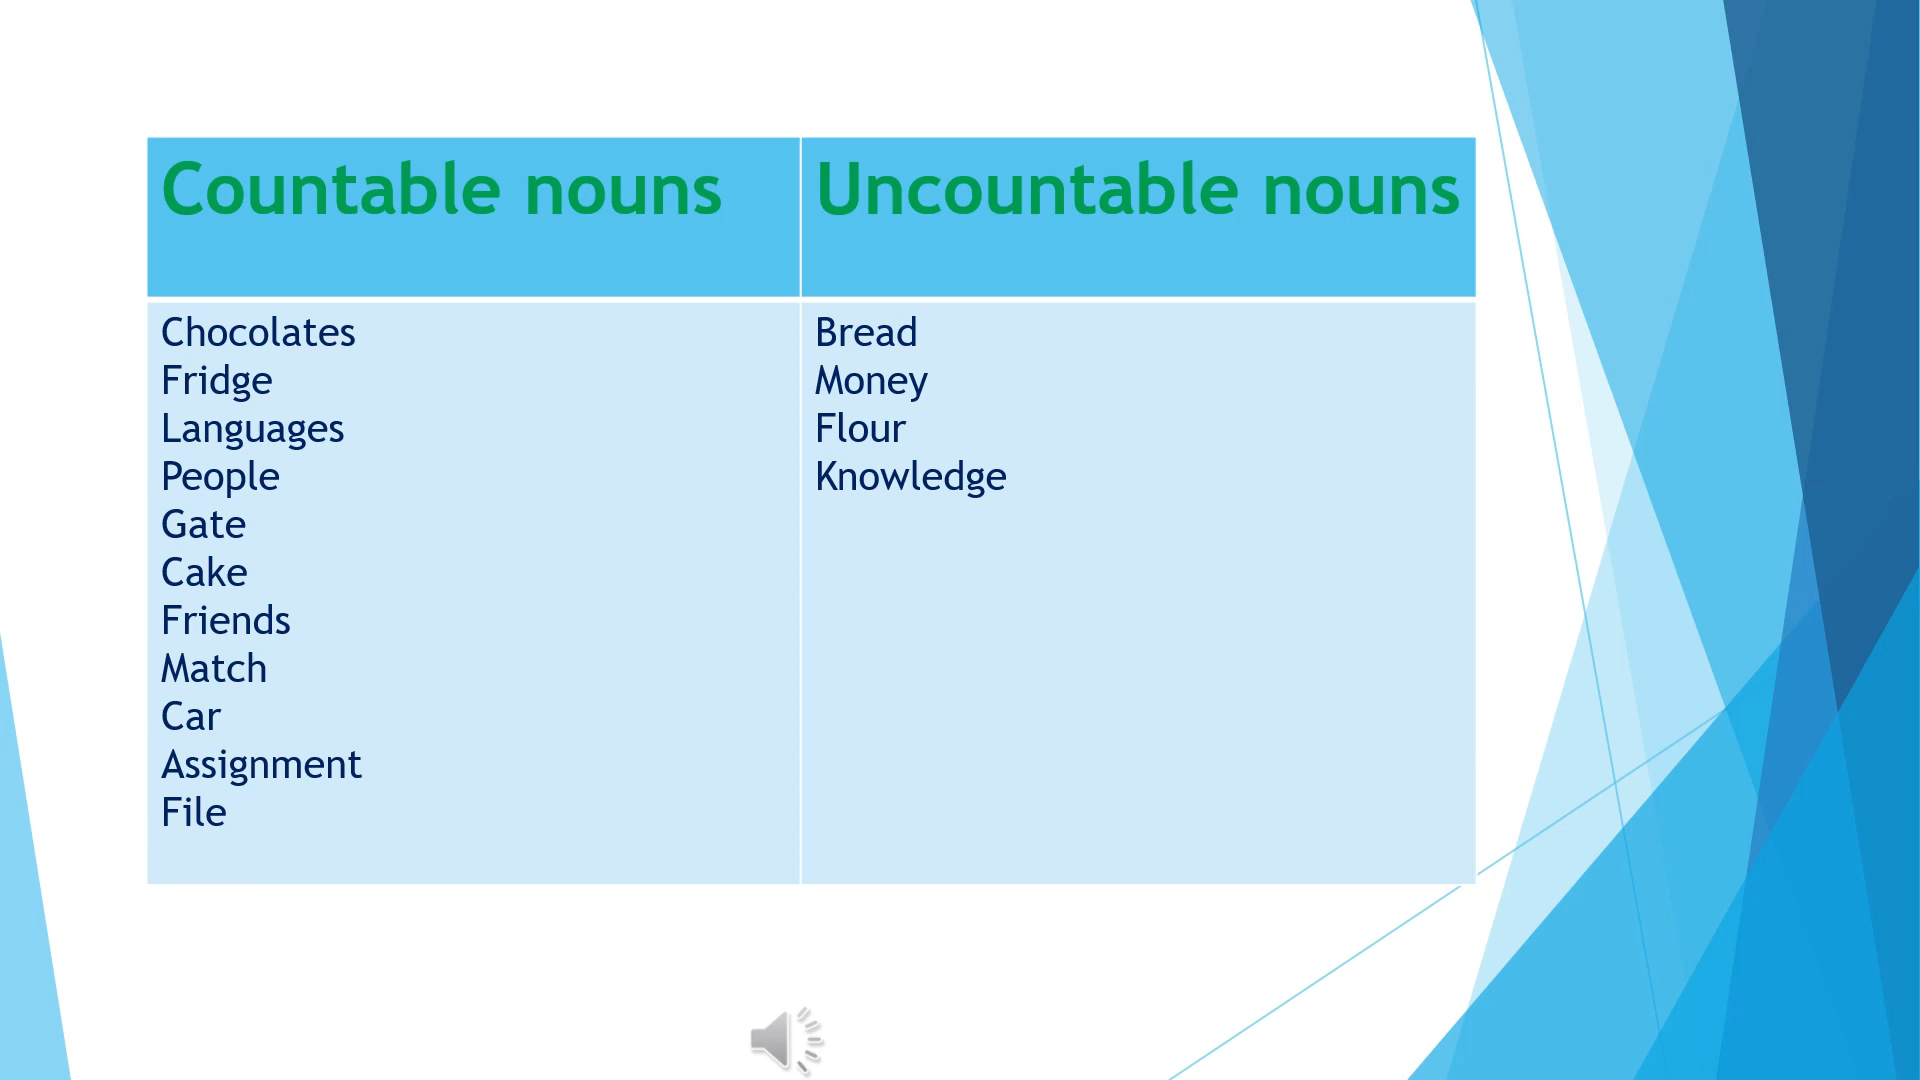 Countable nouns
Uncountable nouns
Chocolates
Fridge
Languages
People
Gate
Cake
Friends
Match
Car
Assignment
File
Bread
Money
Flour
Knowledge